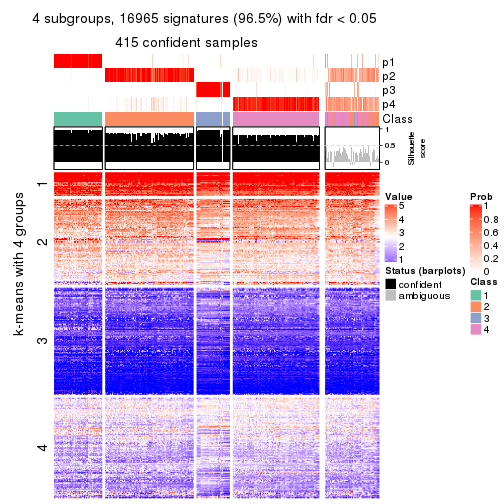 4 subgroups, 16965 signatures (96.5%) with fdr < 0.05
415 confident samples
p1
p2
p3
p4
Class
1
0.5
0
Silhouette
score
k-means with 4 groups
1
2
3
4
Value
5
4
3
2
1
Status (barplots)
confident
ambiguous
Prob
1
0.8
0.6
0.4
0.2
0
Class
1
2
3
4